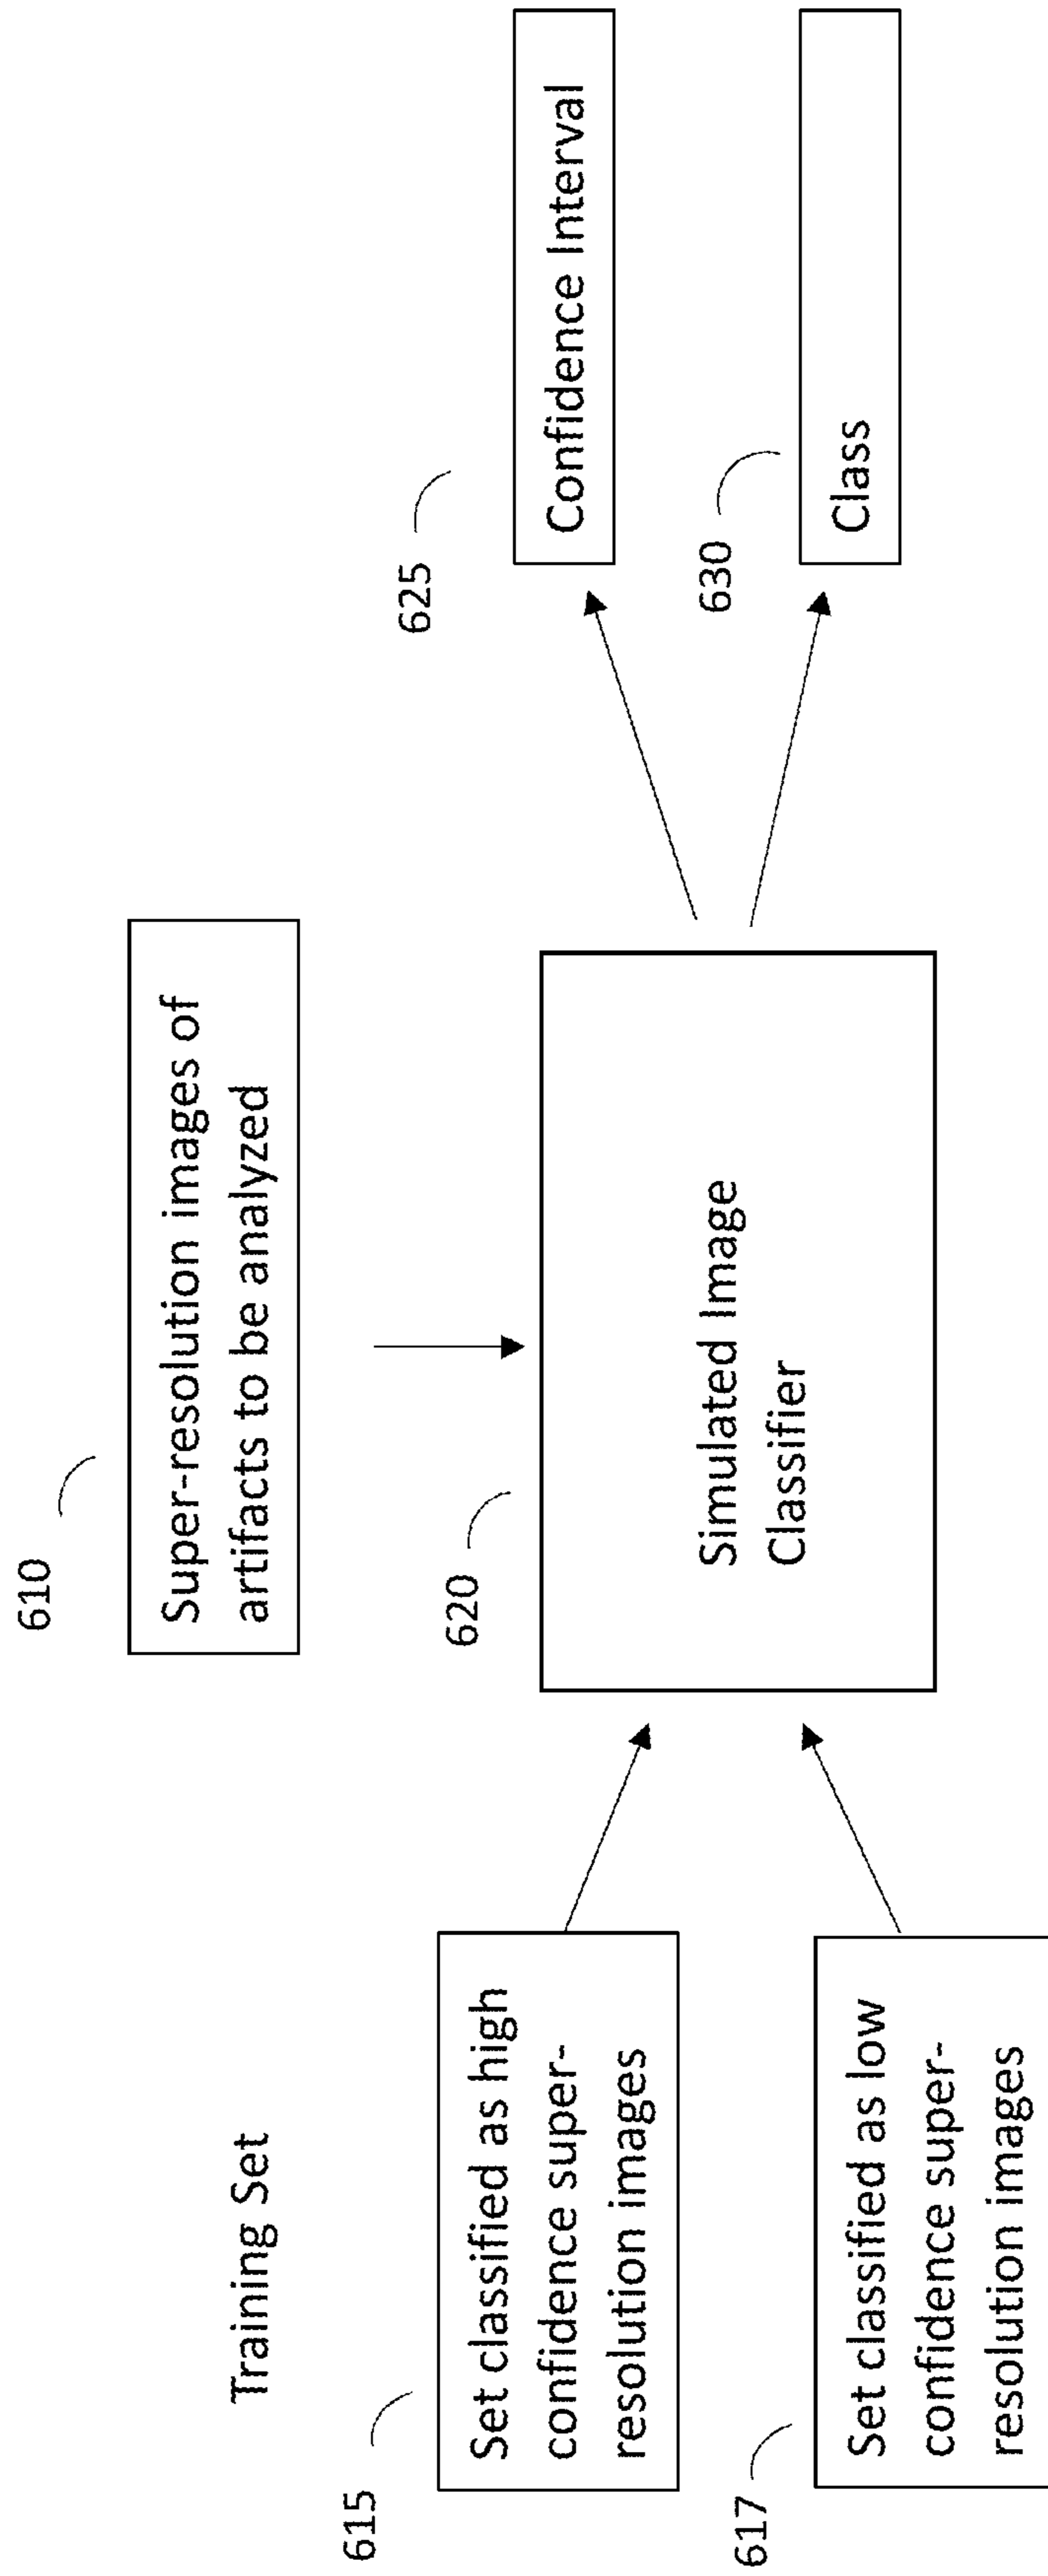 610
Super-resolution images of
artifacts to be analyzed
Training Set
615
Set classified as high
confidence super-
resolution images
617
Set classified as low
confidence super-
resolution images
620
Simulated Image
Classifier
625
Confidence Interval
630
Class